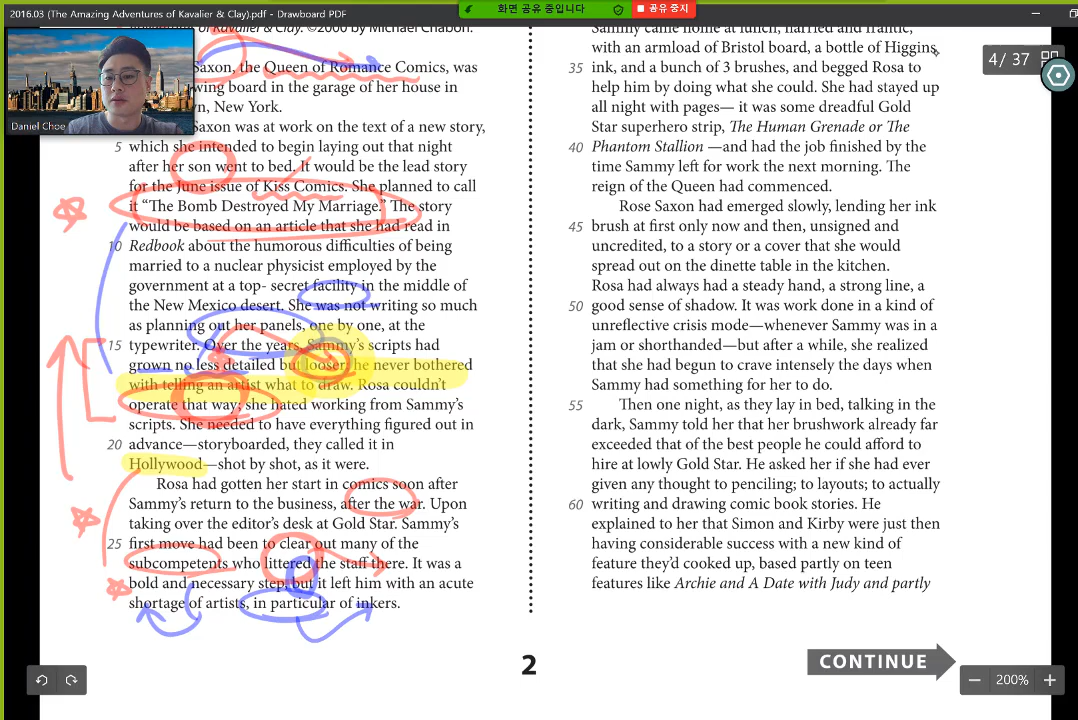 2016.03 (The Amazing Adventures of Kavalier & Clay).pdf - Drawboard PDF
화면 공유 중입니다
공유 중지
of Kavalier & Clay. ©2000 by Michael Chabon.
Saxon, the Queen of Romance Comics, was
wing board in the garage of her house in
n, New York.
Daniel Choe
Saxon was at work on the text of a new story,
5 which she intended to begin laying out that night
after her son went to bed. It would be the lead story
for the June issue of Kiss Comics. She planned to call
it “The Bomb Destroyed My Marriage.” The story
would be based on an article that she had read in
10 Redbook about the humorous difficulties of being
married to a nuclear physicist employed by the
government at a top- secret facility in the middle of
the New Mexico desert. She was not writing so much
as planning out her panels, one by one, at the
15 typewriter. Over the years, Sammy’s scripts had
grown no less detailed but looser; he never bothered
with telling an artist what to draw. Rosa couldn’t
operate that way; she hated working from Sammy’s
scripts. She needed to have everything figured out in
20 advance—storyboarded, they called it in
Hollywood—shot by shot, as it were.
Rosa had gotten her start in comics soon after
Sammy’s return to the business, after the war. Upon
taking over the editor’s desk at Gold Star. Sammy’s
25 first move had been to clear out many of the
subcompetents who littered the staff there. It was a
bold and necessary step, but it left him with an acute
shortage of artists, in particular of inkers.
Sammy came home at lunch, harried and frantic,
with an armload of Bristol board, a bottle of Higgins
35 ink, and a bunch of 3 brushes, and begged Rosa to
help him by doing what she could. She had stayed up
all night with pages— it was some dreadful Gold
Star superhero strip, The Human Grenade or The
40 Phantom Stallion —and had the job finished by the
time Sammy left for work the next morning. The
reign of the Queen had commenced.
Rose Saxon had emerged slowly, lending her ink
45 brush at first only now and then, unsigned and
uncredited, to a story or a cover that she would
spread out on the dinette table in the kitchen.
Rosa had always had a steady hand, a strong line, a
50 good sense of shadow. It was work done in a kind of
unreflective crisis mode—whenever Sammy was in a
jam or shorthanded—but after a while, she realized
that she had begun to crave intensely the days when
Sammy had something for her to do.
55 Then one night, as they lay in bed, talking in the
dark, Sammy told her that her brushwork already far
exceeded that of the best people he could afford to
hire at lowly Gold Star. He asked her if she had ever
given any thought to penciling; to layouts; to actually
60 writing and drawing comic book stories. He
explained to her that Simon and Kirby were just then
having considerable success with a new kind of
feature they’d cooked up, based partly on teen
features like Archie and A Date with Judy and partly
4 / 37
2
CONTINUE
200%